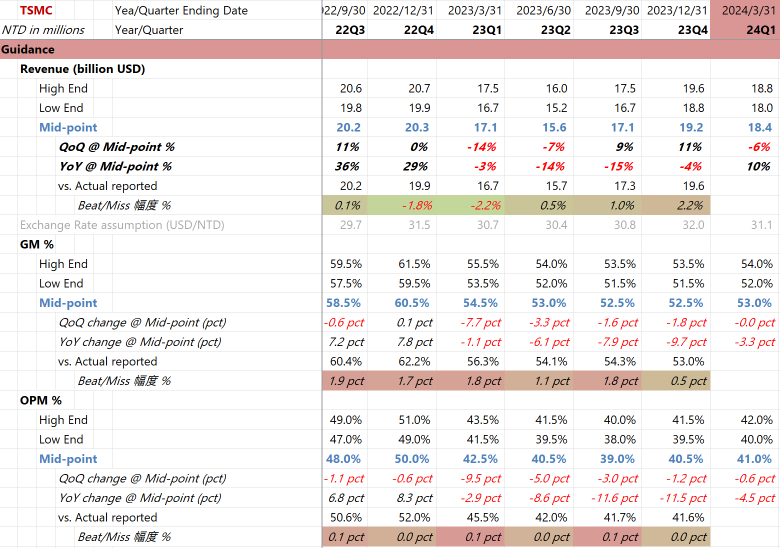 TSMC Yea/Quarter Ending Date 22/9/30 2022/12/31 2023/3/31 2023/6/30 2023/9/30 2023/12/31 2024/3/31
NTD in millions Year/Quarter 22Q3 22Q4 23Q1 23Q2 23Q3 23Q4 24Q1
Guidance
Revenue (billion USD)
High End 20.6 20.7 17.5 16.0 17.5 19.6 18.8
Low End 19.8 19.9 16.7 15.2 16.7 18.8 18.0
Mid-point 20.2 20.3 17.1 15.6 17.1 19.2 18.4
QoQ @ Mid-point % 11% 0% -14% -7% 9% 11% -6%
YoY @ Mid-point % 36% 29% -3% -14% -15% -4% 10%
vs. Actual reported 20.2 19.9 16.7 15.7 17.3 19.6
Beat/Miss 幅度 % 0.1% -1.8% -2.2% 0.5% 1.0% 2.2%
Exchange Rate assumption (USD/NTD) 29.7 31.5 30.7 30.4 30.8 32.0 31.1
GM %
High End 59.5% 61.5% 55.5% 54.0% 53.5% 53.5% 54.0%
Low End 57.5% 59.5% 53.5% 52.0% 51.5% 51.5% 52.0%
Mid-point 58.5% 60.5% 54.5% 53.0% 52.5% 52.5% 53.0%
QoQ change @ Mid-point (pct) -0.6 pct 0.1 pct -7.7 pct -3.3 pct -1.6 pct -1.8 pct -0.0 pct
YoY change @ Mid-point (pct) 7.2 pct 7.8 pct -1.1 pct -6.1 pct -7.9 pct -9.7 pct -3.3 pct
vs. Actual reported 60.4% 62.2% 56.3% 54.1% 54.3% 53.0%
Beat/Miss 幅度 % 1.9 pct 1.7 pct 1.8 pct 1.1 pct 1.8 pct 0.5 pct
OPM %
High End 49.0% 51.0% 43.5% 41.5% 40.0% 41.5% 42.0%
Low End 47.0% 49.0% 41.5% 39.5% 38.0% 39.5% 40.0%
Mid-point 48.0% 50.0% 42.5% 40.5% 39.0% 40.5% 41.0%
QoQ change @ Mid-point (pct) -1.1 pct -0.6 pct -9.5 pct -5.0 pct -3.0 pct -1.2 pct -0.6 pct
YoY change @ Mid-point (pct) 6.8 pct 8.3 pct -2.9 pct -8.6 pct -11.6 pct -11.5 pct -4.5 pct
vs. Actual reported 50.6% 52.0% 45.5% 42.0% 41.7% 41.6%
Beat/Miss 幅度 % 0.1 pct 0.0 pct 0.1 pct 0.0 pct 0.1 pct 0.0 pct